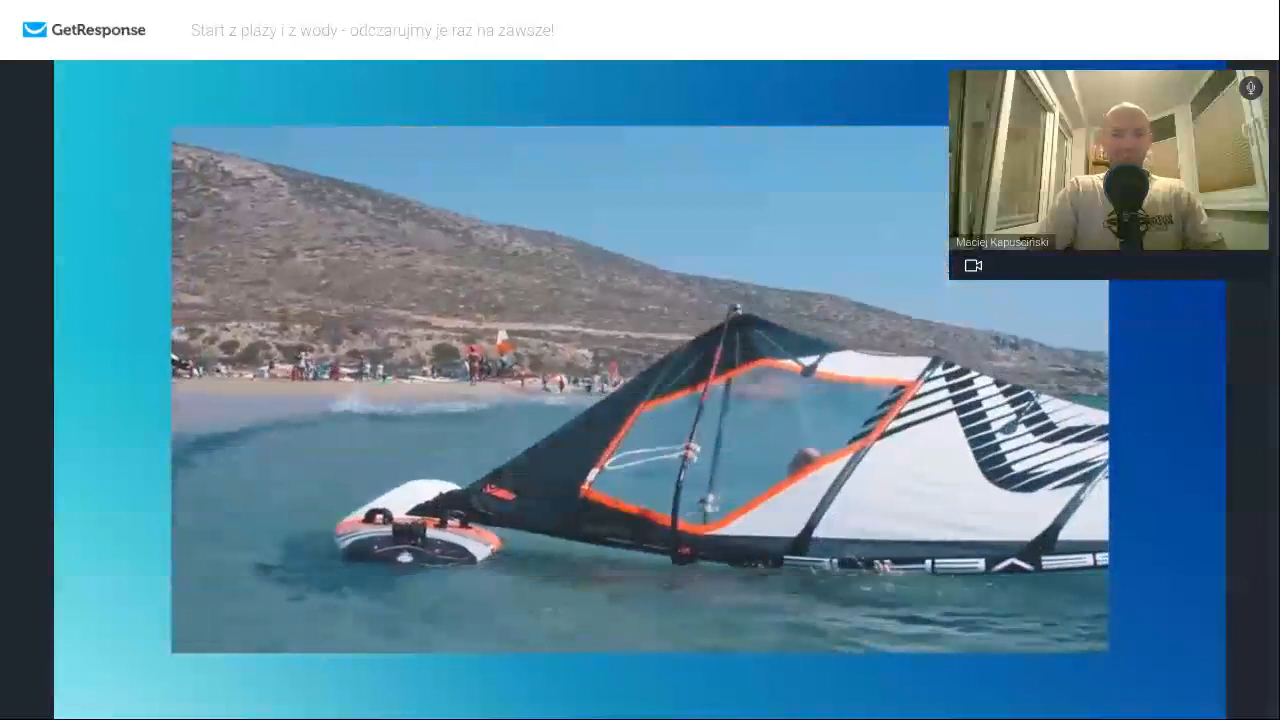 GetResponse
Start z plaży i z wody - odczarujmy je raz na zawsze!
Maciej Kapuściński